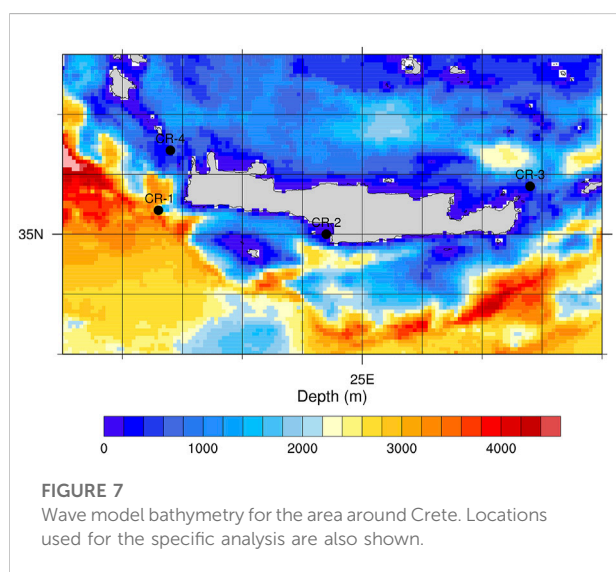 CR-4
CR-3
CR-1
CR-2
35N
25E
Depth (m)
0 1000 2000 3000 4000
FIGURE 7
Wave model bathymetry for the area around Crete. Locations
used for the specific analysis are also shown.